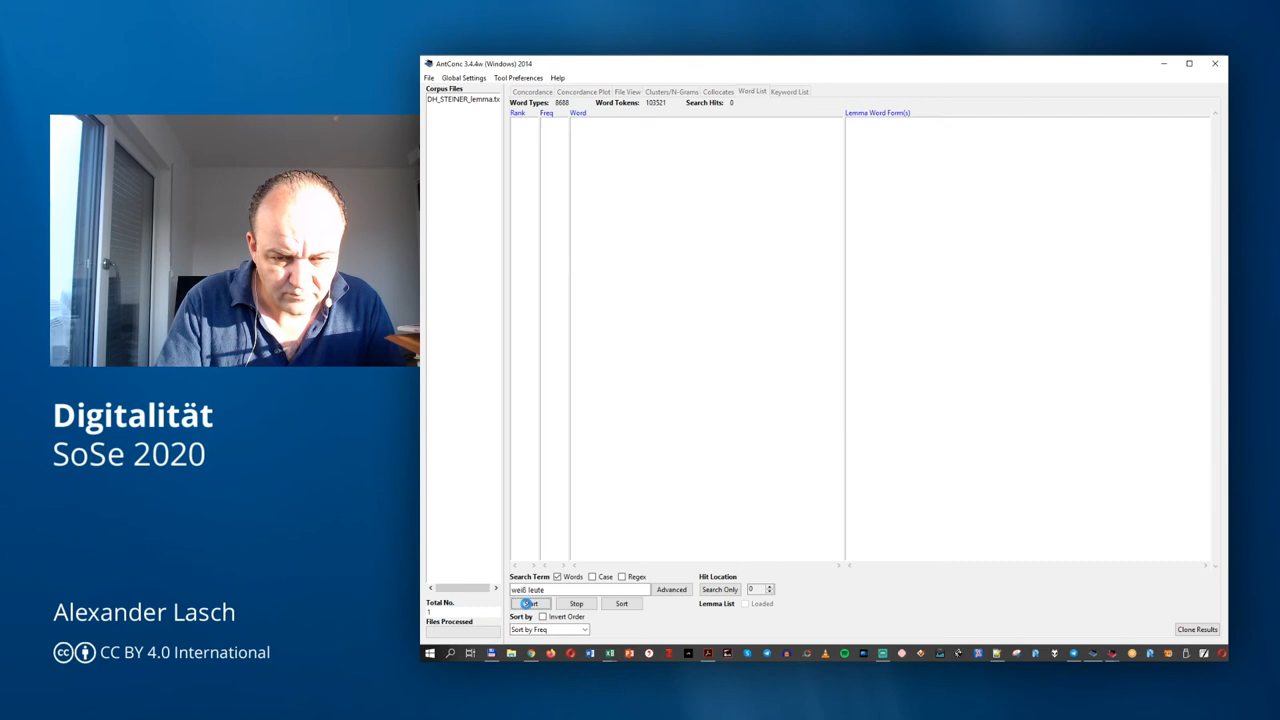 AntConc 3.4.4w (Windows) 2014
File Global Settings Tool Preferences Help
Corpus Files
DH_STEINER_lemma.tx
Concordance Concordance Plot File View Clusters/N-Grams Collocates Word List Keyword List
Word Types: 8688 Word Tokens: 103521 Search Hits: 0
Rank Freq Word Lemma Word Form(s)
Search Term Words Case Regex Hit Location
weiß leute Advanced Search Only 0
Start Stop Sort Lemma List Loaded
Sort by Invert Order
Sort by Freq Clone Results
Total No.
1
Files Processed
Digitalität
SoSe 2020
Alexander Lasch
CC BY 4.0 International